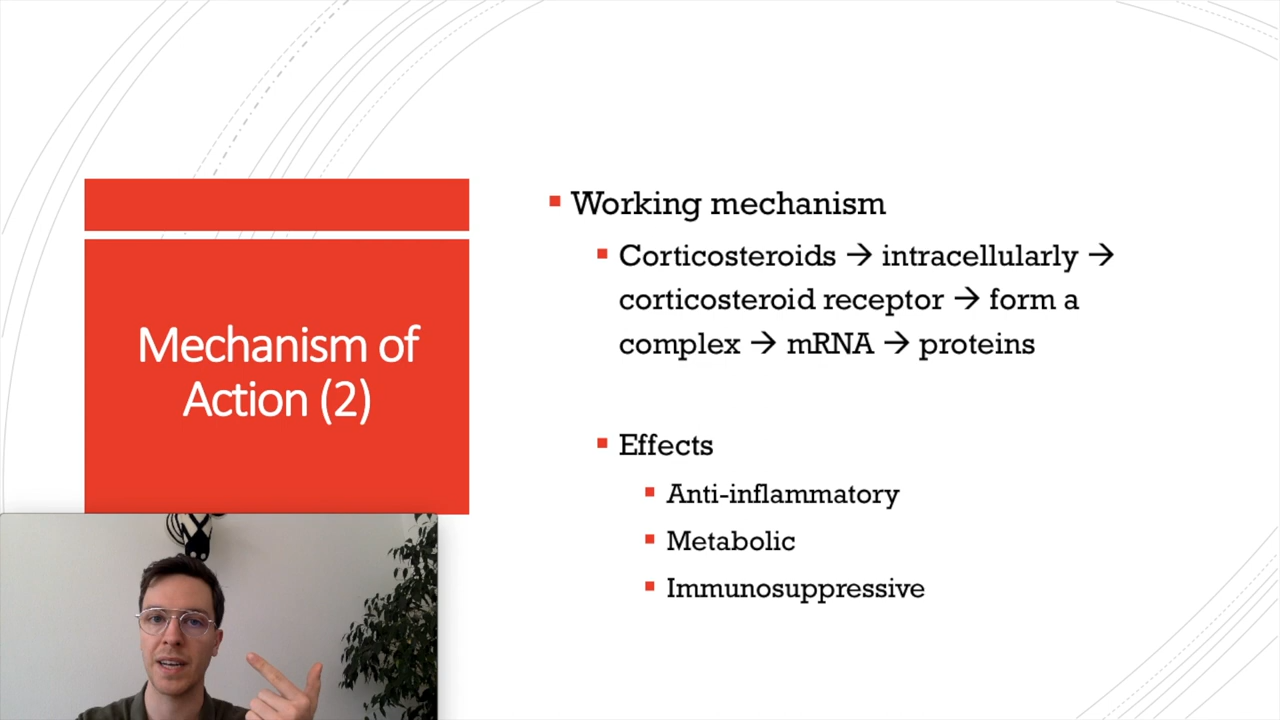 Mechanism of
Action (2)
Working mechanism
Corticosteroids → intracellularly →
corticosteroid receptor → form a
complex → mRNA → proteins
Effects
Anti-inflammatory
Metabolic
Immunosuppressive